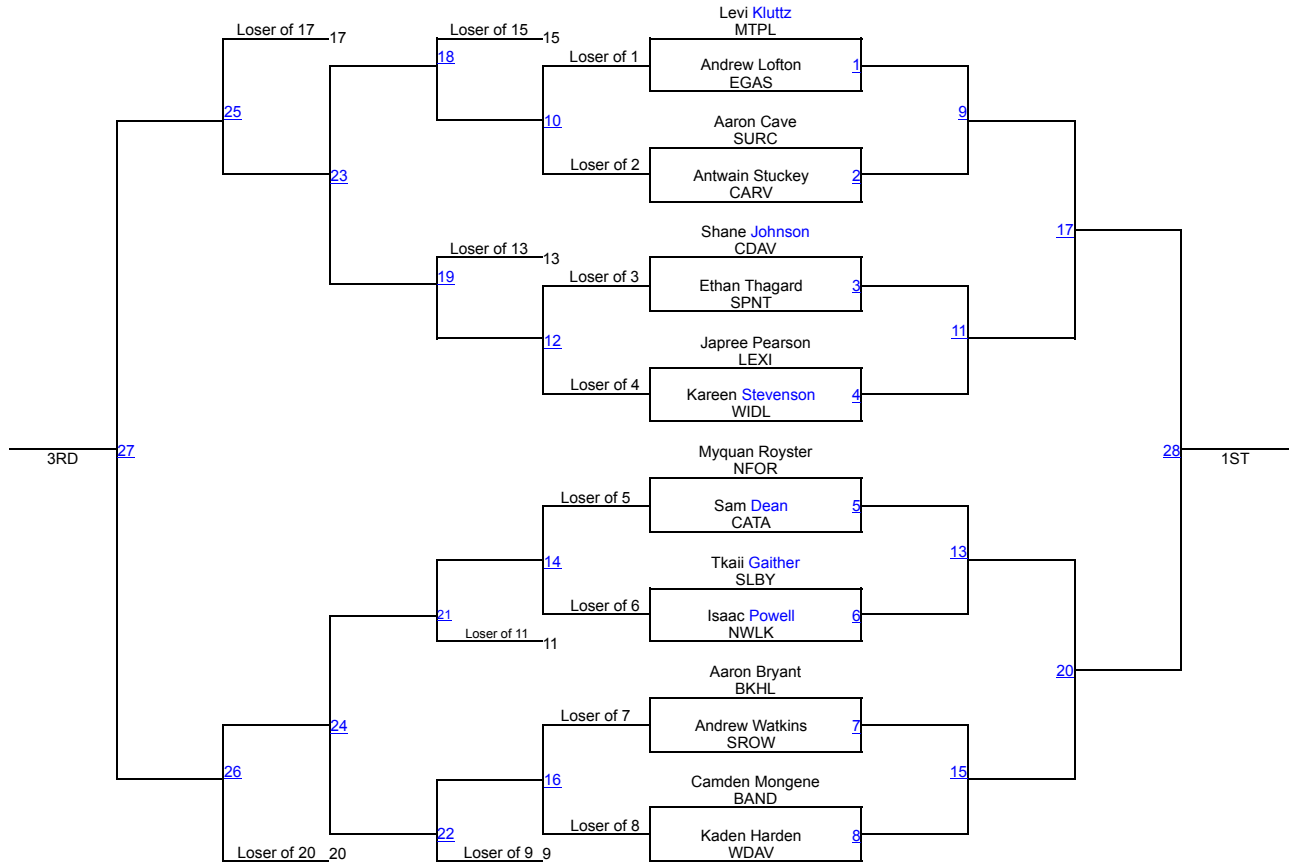 Levi Kluttz
Loser of 17 17
Loser of 15 15
MTPL
18
Loser of 1
Andrew Lofton
1
EGAS
25
10
9
Aaron Cave
SURC
Loser of 2
23
Antwain Stuckey
2
CARV
Shane Johnson
17
Loser of 13 13
CDAV
19
Loser of 3
Ethan Thagard
3
SPNT
12
11
Japree Pearson
LEXI
Loser of 4
Kareen Stevenson
4
WIDL
3RD
27
Myquan Royster
28
1ST
NFOR
Loser of 5
Sam Dean
5
CATA
14
13
Tkaii Gaither
SLBY
21
Loser of 6
Isaac Powell
6
NWLK
Loser of 11 11
Aaron Bryant
20
BKHL
24
Loser of 7
Andrew Watkins
7
SROW
26
16
15
Camden Mongene
BAND
22
Loser of 8
Kaden Harden
8
WDAV
Loser of 20 20
Loser of 9 9